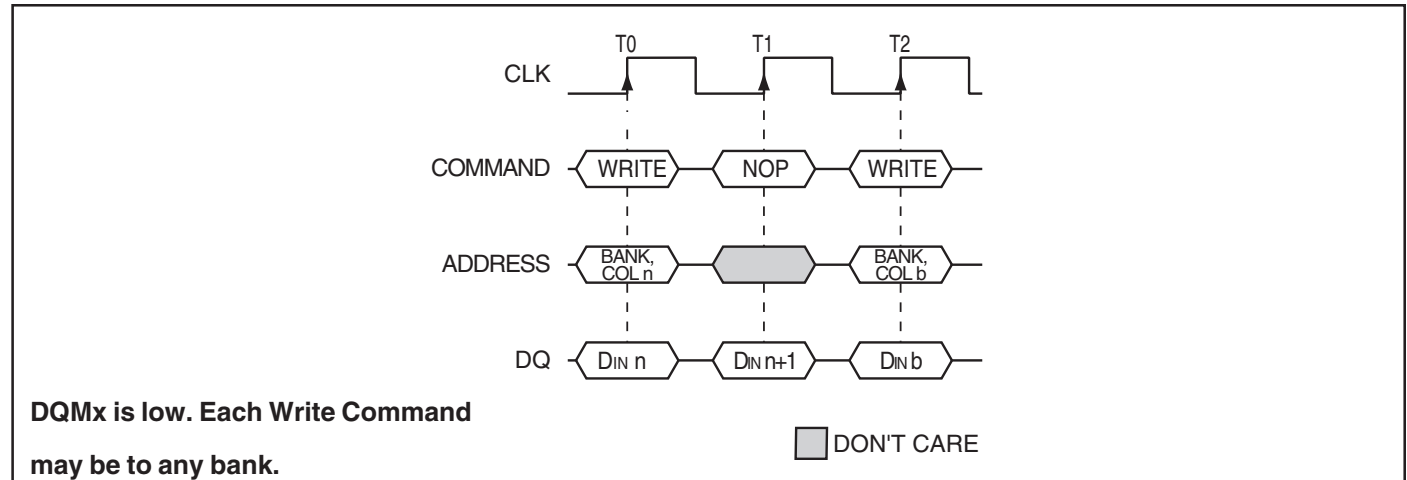 T0 T1 T2
CLK
COMMAND WRITE NOP WRITE
ADDRESS BANK, COL n BANK, COL b
DQ DIN n DIN n+1 DIN b
DQMx is low. Each Write Command
may be to any bank.
DON'T CARE